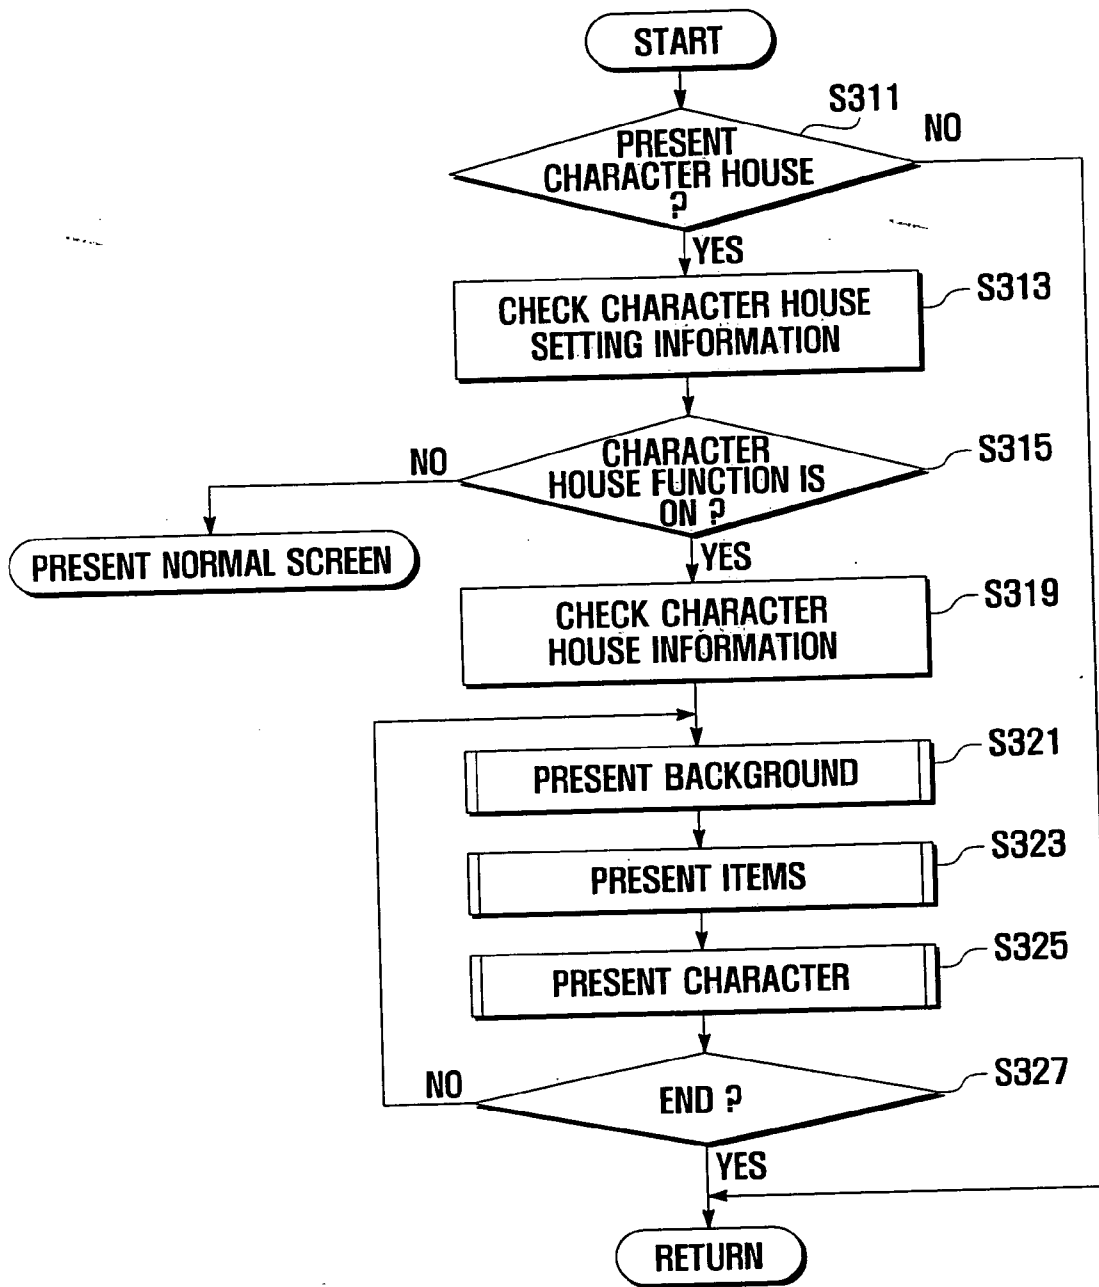 START
S311
NO
PRESENT
CHARACTER HOUSE
?
YES
S313
CHECK CHARACTER HOUSE
SETTING INFORMATION
CHARACTER
HOUSE FUNCTION IS
ON ?
S315
NO
PRESENT NORMAL SCREEN
YES
S319
CHECK CHARACTER
HOUSE INFORMATION
S321
PRESENT BACKGROUND
S323
PRESENT ITEMS
S325
PRESENT CHARACTER
S327
NO
END ?
YES
RETURN